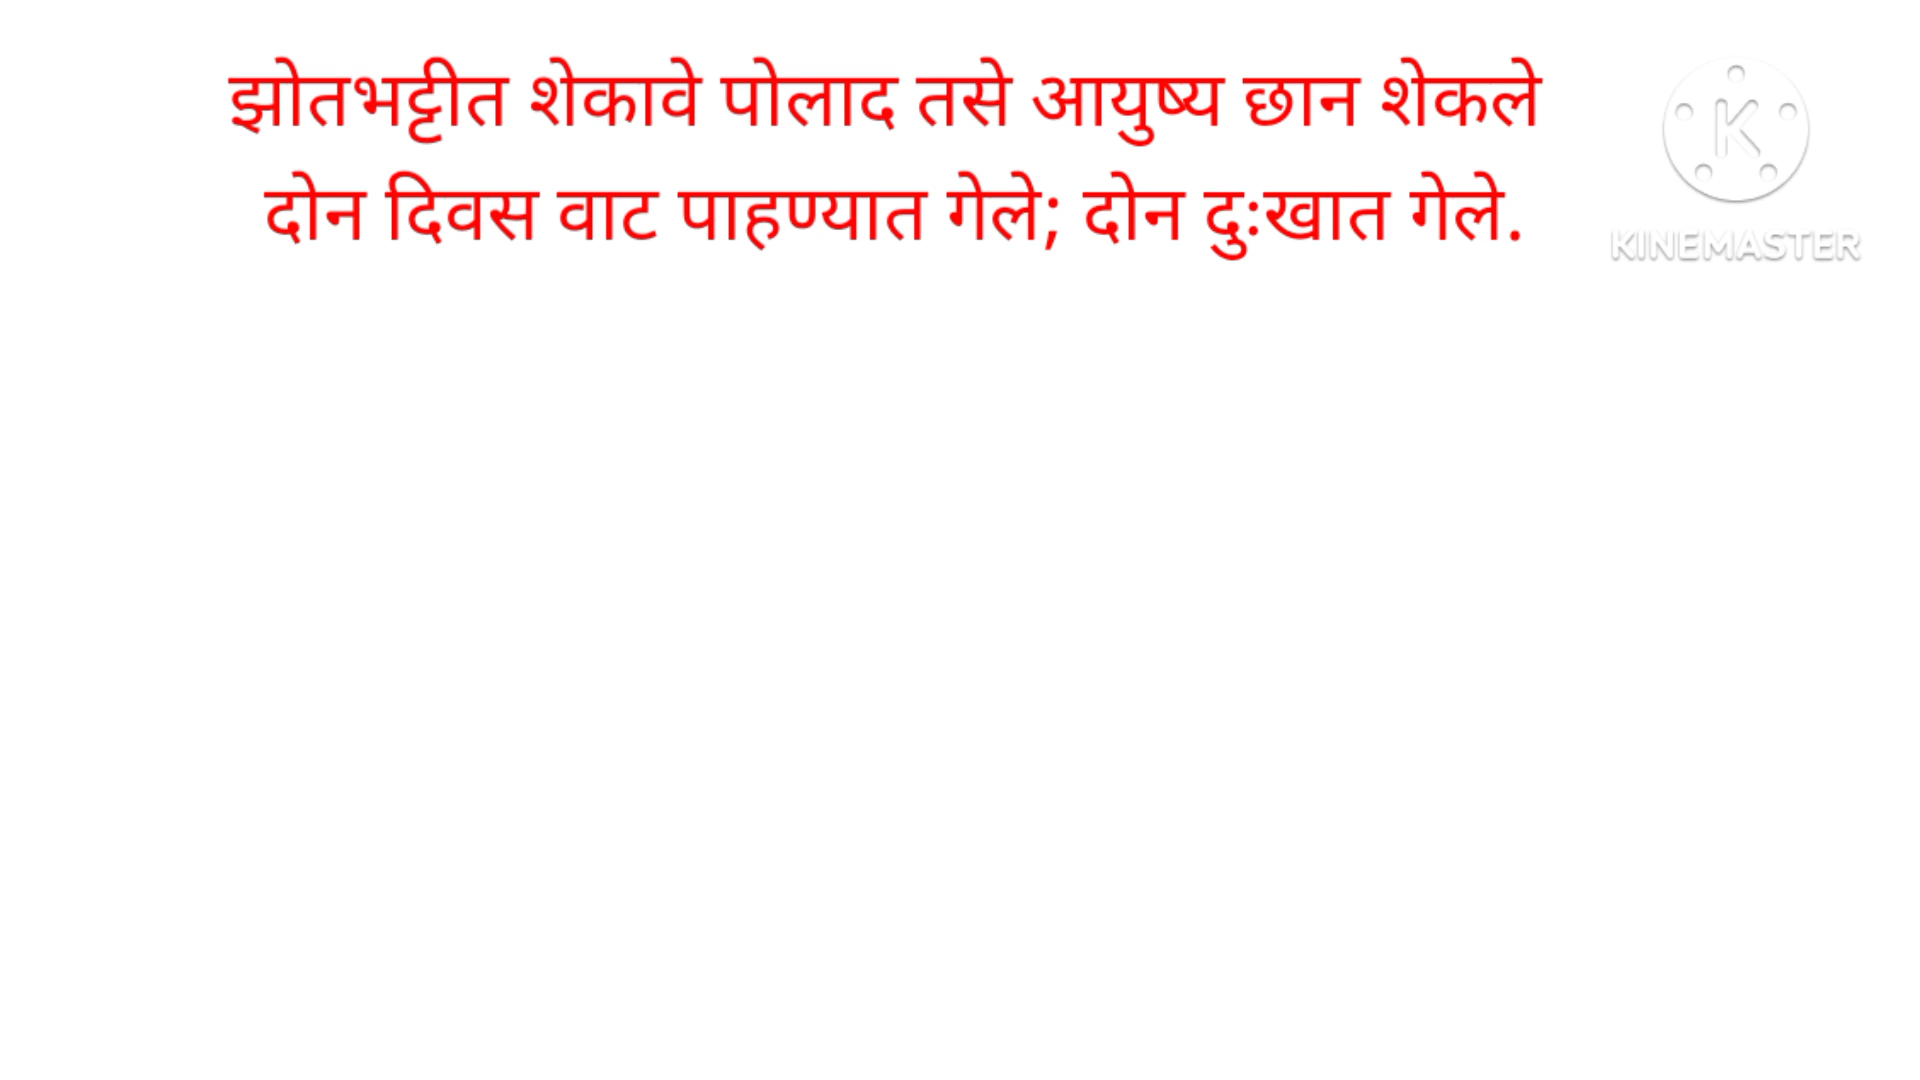 झोतभट्टीत शेकावे पोलाद तसे आयुष्य छान शेकले
दोन दिवस वाट पाहण्यात गेले; दोन दुःखात गेले.
K
KINEMASTER